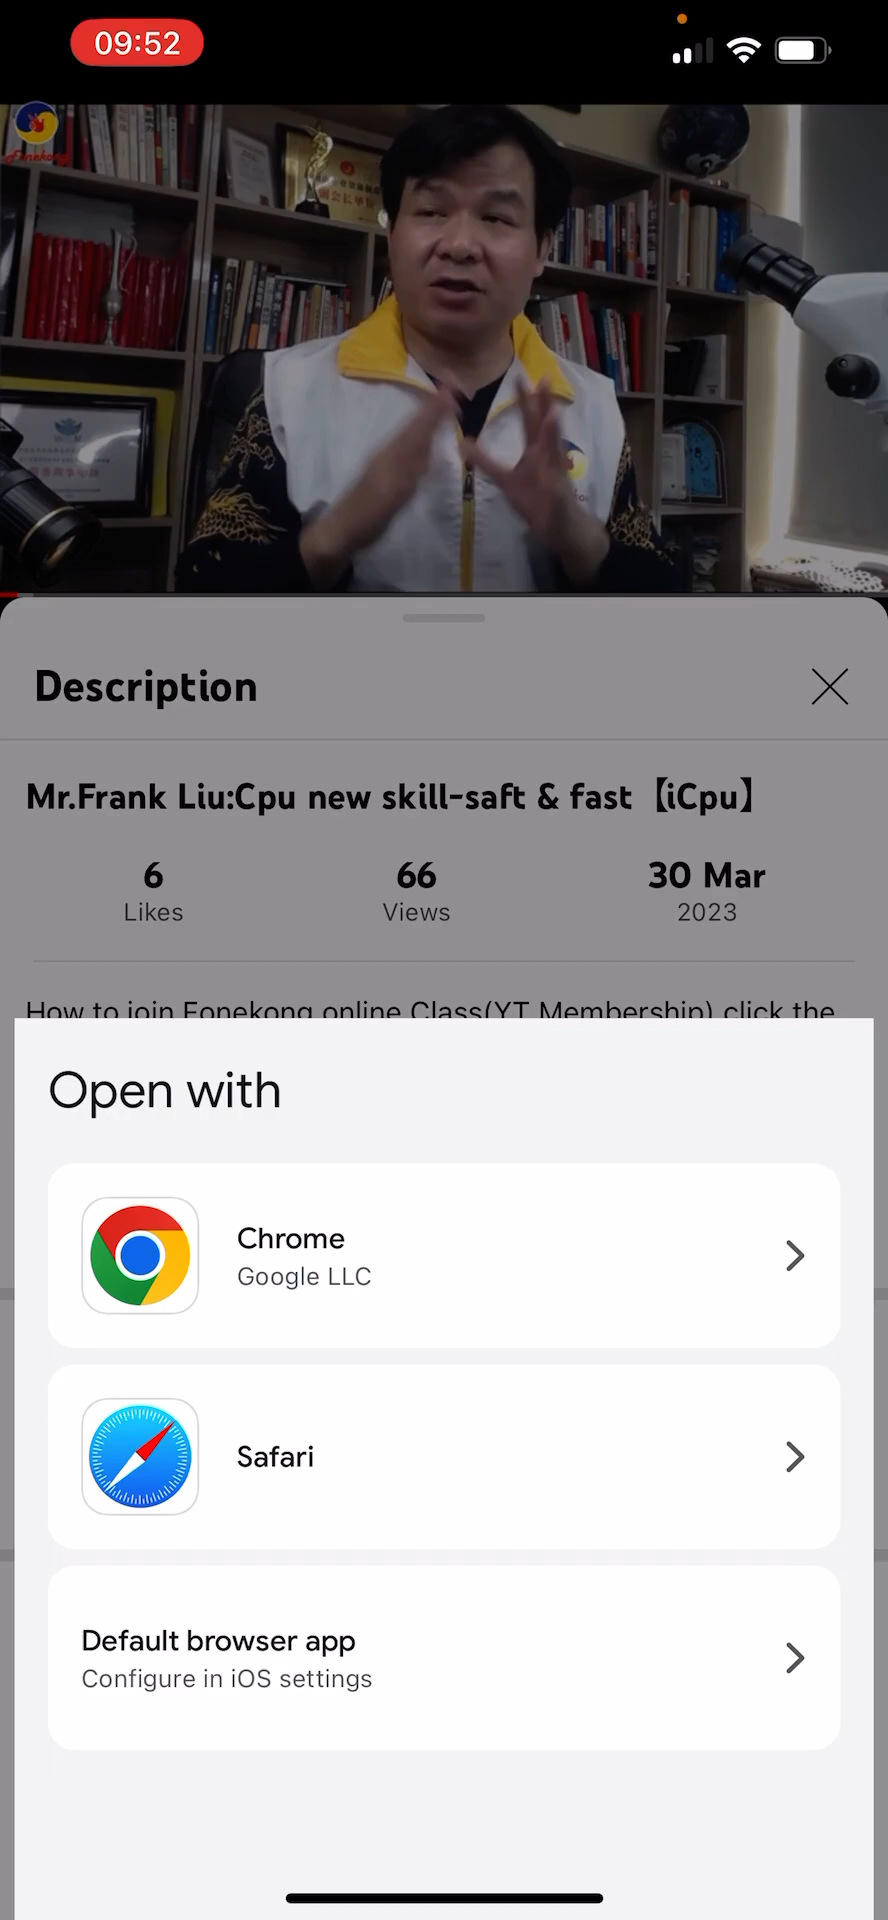 09:52
Fonekong
Description
Mr.Frank Liu:Cpu new skill-saft & fast【iCpu】
6
66
30 Mar
Likes
Views
2023
How to join Fonekong online Class(YT Membership) click the
Open with
Chrome
Google LLC
Safari
Default browser app
Configure in iOS settings